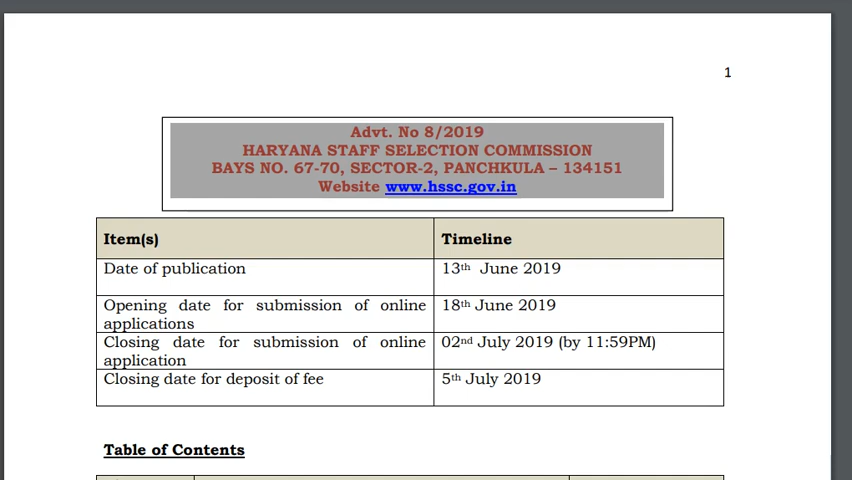 1
Advt. No 8/2019
HARYANA STAFF SELECTION COMMISSION
BAYS NO. 67-70, SECTOR-2, PANCHKULA – 134151
Website www.hssc.gov.in
Item(s) Timeline
Date of publication 13th June 2019
Opening date for submission of online 18th June 2019
applications
Closing date for submission of online 02nd July 2019 (by 11:59PM)
application
Closing date for deposit of fee 5th July 2019
Table of Contents